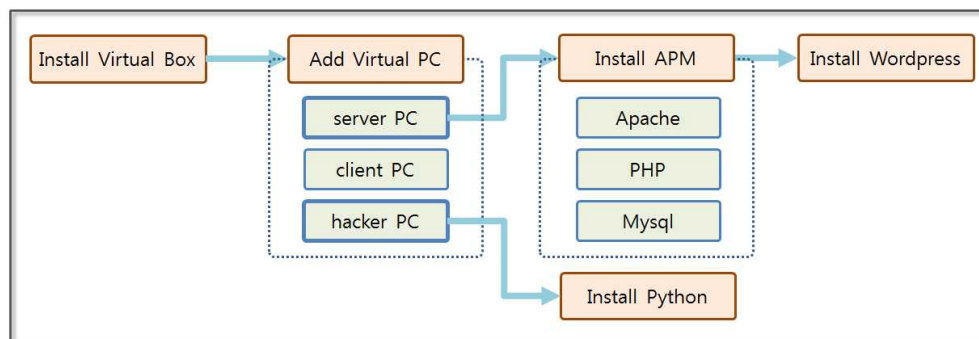 Install Virtual Box
Add Virtual PC
Install APM
Install Wordpress
server PC
Apache
client PC
PHP
hacker PC
Mysql
Install Python